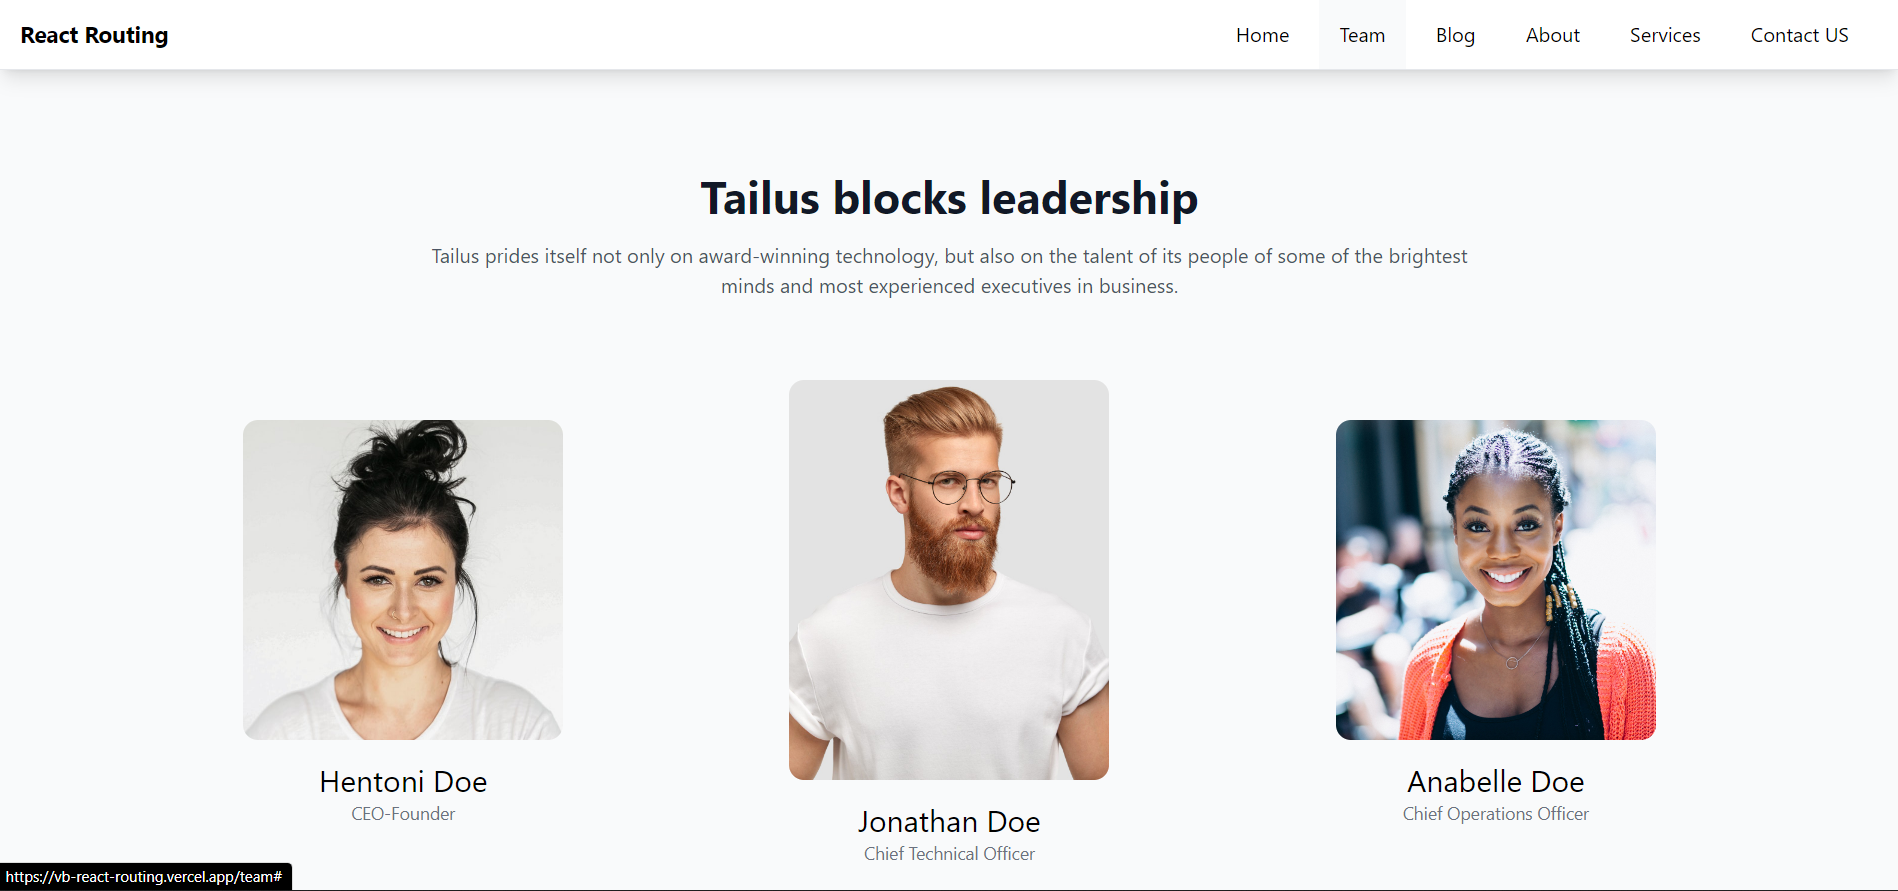 React Routing
Home Team Blog About Services Contact US
Tailus blocks leadership
Tailus prides itself not only on award-winning technology, but also on the talent of its people of some of the brightest
minds and most experienced executives in business.
Hentoni Doe
CEO-Founder
Jonathan Doe
Chief Technical Officer
Anabelle Doe
Chief Operations Officer
https://vb-react-routing.vercel.app/team#